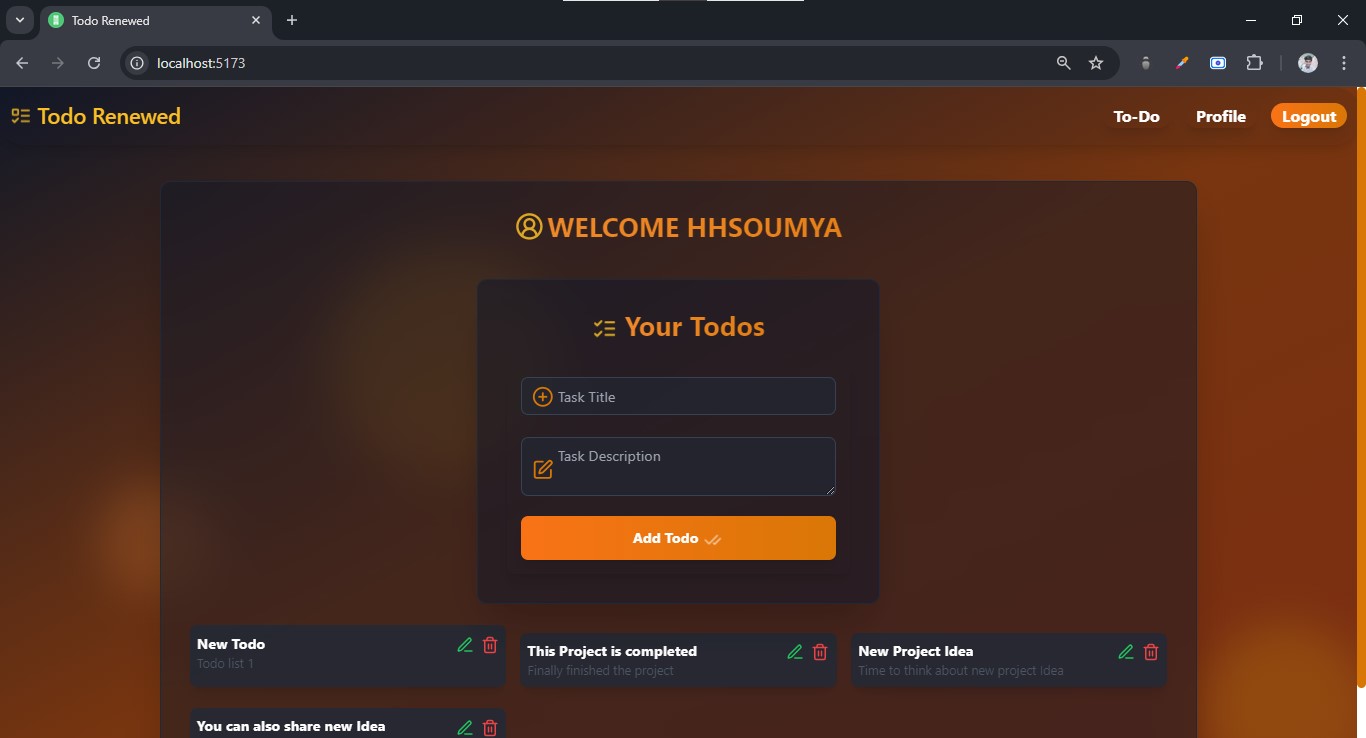 Todo Renewed
localhost:5173
Todo Renewed
To-Do
Profile
Logout
WELCOME HHSOUMYA
Your Todos
Task Title
Task Description
Add Todo
New Todo
Todo list 1
This Project is completed
Finally finished the project
New Project Idea
Time to think about new project Idea
You can also share new Idea